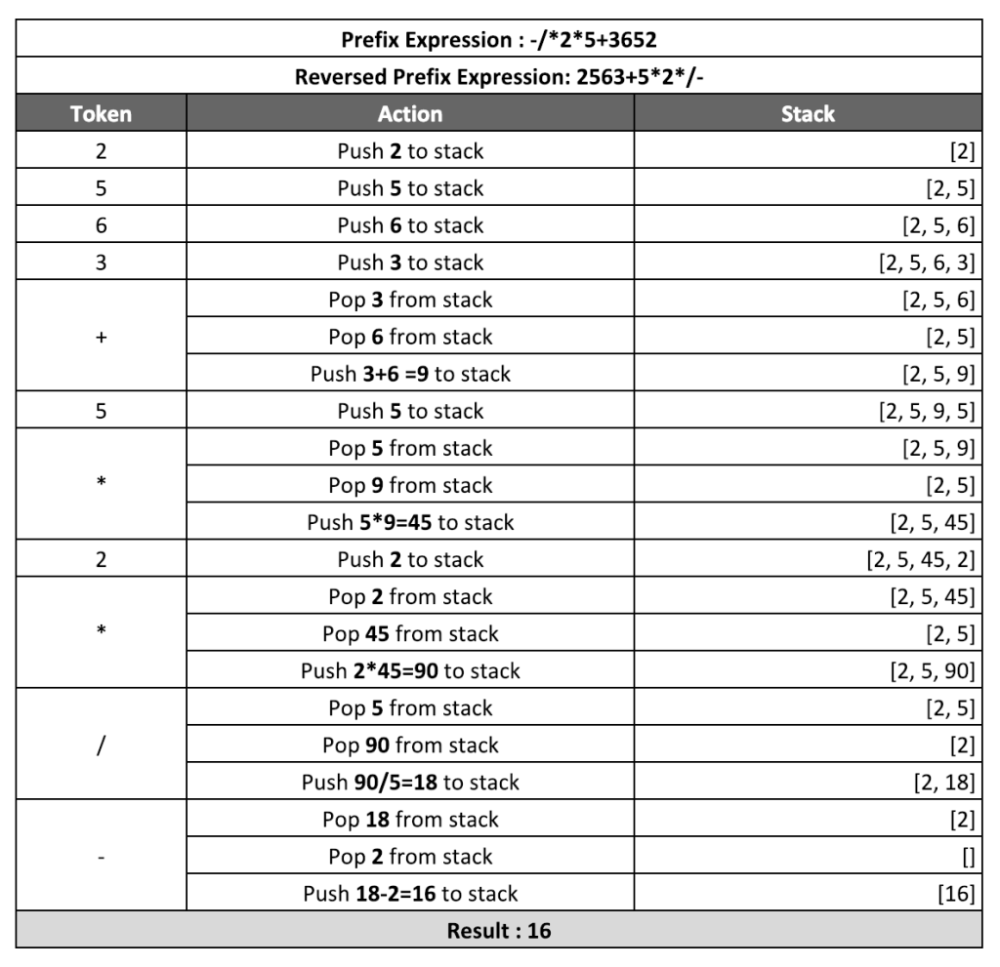 Prefix Expression : -/*2*5+3652
Reversed Prefix Expression: 2563+5*2*/-
Token Action Stack
2 Push 2 to stack [2]
5 Push 5 to stack [2, 5]
6 Push 6 to stack [2, 5, 6]
3 Push 3 to stack [2, 5, 6, 3]
Pop 3 from stack [2, 5, 6]
+ Pop 6 from stack [2, 5]
Push 3+6 =9 to stack [2, 5, 9]
5 Push 5 to stack [2, 5, 9, 5]
Pop 5 from stack [2, 5, 9]
* Pop 9 from stack [2, 5]
Push 5*9=45 to stack [2, 5, 45]
2 Push 2 to stack [2, 5, 45, 2]
Pop 2 from stack [2, 5, 45]
* Pop 45 from stack [2, 5]
Push 2*45=90 to stack [2, 5, 90]
Pop 5 from stack [2, 5]
/ Pop 90 from stack [2]
Push 90/5=18 to stack [2, 18]
Pop 18 from stack [2]
- Pop 2 from stack []
Push 18-2=16 to stack [16]
Result : 16